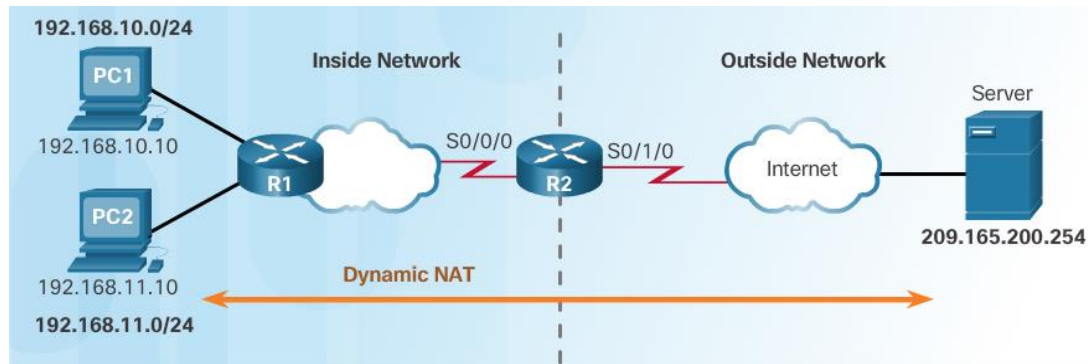 192.168.10.0/24
PC1
192.168.10.10
PC2
192.168.11.10
192.168.11.0/24
R1
Inside Network
S0/0/0
R2
S0/1/0
Outside Network
Internet
Server
209.165.200.254
Dynamic NAT